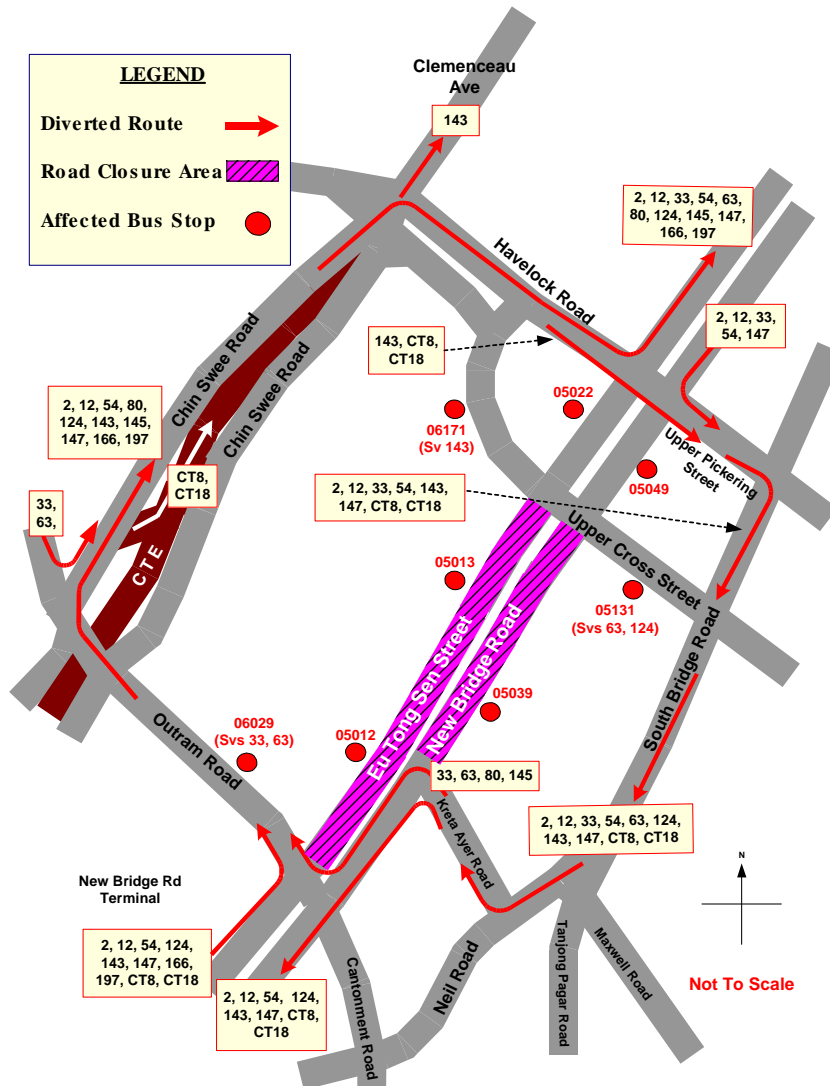 LEGEND
Diverted Route
Road Closure Area
Affected Bus Stop
Clemenceau
Ave
143
2, 12, 33, 54, 63,
80, 124, 145, 147,
166, 197
Havelock Road
2, 12, 33,
54, 147
143, CT8,
CT18
Chin Swee Road
Chin Swee Road
2, 12, 54, 80,
124, 143, 145,
147, 166, 197
CT8,
CT18
33,
63,
CTE
06171
(Sv 143)
05022
Upper Pickering
Street
05049
2, 12, 33, 54, 143,
147, CT8, CT18
Upper Cross Street
05013
05131
(Svs 63, 124)
Eu Tong Sen Street
New Bridge Road
05039
South Bridge Road
Outram Road
06029
(Svs 33, 63)
05012
33, 63, 80, 145
Kreta Ayer Road
2, 12, 33, 54, 63, 124,
143, 147, CT8, CT18
New Bridge Rd
Terminal
2, 12, 54, 124,
143, 147, 166,
197, CT8, CT18
2, 12, 54, 124,
143, 147, CT8,
CT18
Cantonment Road
Neil Road
Tanjong Pagar Road
Maxwell Road
N
Not To Scale